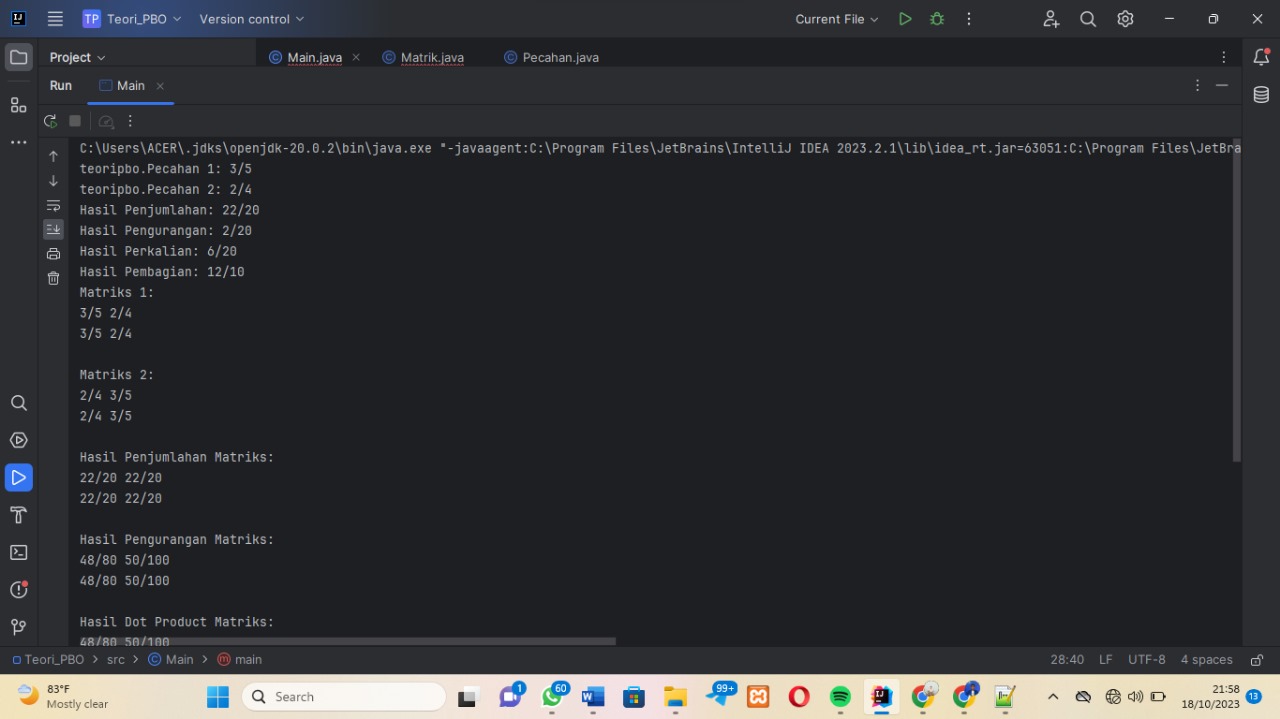 TP Teori_PBO Version control Current File
Project Main.java Matrik.java Pecahan.java
Run Main
C:\Users\ACER\.jdks\openjdk-20.0.2\bin\java.exe "-javaagent:C:\Program Files\JetBrains\IntelliJ IDEA 2023.2.1\lib\idea_rt.jar=63051:C:\Program Files\JetBra
teoripbo.Pecahan 1: 3/5
teoripbo.Pecahan 2: 2/4
Hasil Penjumlahan: 22/20
Hasil Pengurangan: 2/20
Hasil Perkalian: 6/20
Hasil Pembagian: 12/10
Matriks 1:
3/5 2/4
3/5 2/4
Matriks 2:
2/4 3/5
2/4 3/5
Hasil Penjumlahan Matriks:
22/20 22/20
22/20 22/20
Hasil Pengurangan Matriks:
48/80 50/100
48/80 50/100
Hasil Dot Product Matriks:
48/80 50/100
Teori_PBO > src > Main > main 28:40 LF UTF-8 4 spaces
83°F
Mostly clear
Search
1
60
99+
21:58
18/10/2023
13